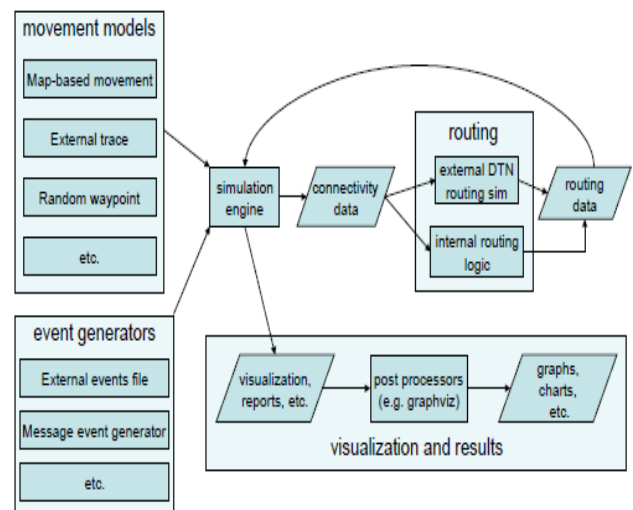 movement models
Map-based movement
External trace
Random waypoint
etc.
event generators
External events file
Message event generator
etc.
simulation
engine
connectivity
data
routing
external DTN
routing sim
internal routing
logic
routing
data
visualization,
reports, etc.
post processors
(e.g. graphviz)
graphs,
charts,
etc.
visualization and results